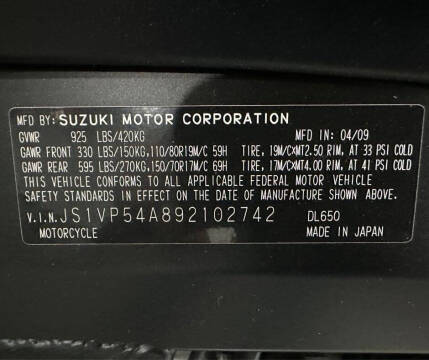 MFD BY: SUZUKI MOTOR CORPORATION
GVWR 925 LBS/420KG MFD IN: 04/09
GAWR FRONT 330 LBS/150KG,110/80R19M/C 59H TIRE, 19M/CXMT2.50 RIM, AT 33 PSI COLD
GAWR REAR 595 LBS/270KG,150/70R17M/C 69H TIRE, 17M/CXMT4.00 RIM, AT 41 PSI COLD
THIS VEHICLE CONFORMS TO ALL APPLICABLE FEDERAL MOTOR VEHICLE
SAFETY STANDARDS IN EFFECT ON THE DATE OF MANUFACTURE SHOWN ABOVE.
V.I.N. JS1VP54A892102742 DL650
MOTORCYCLE MADE IN JAPAN